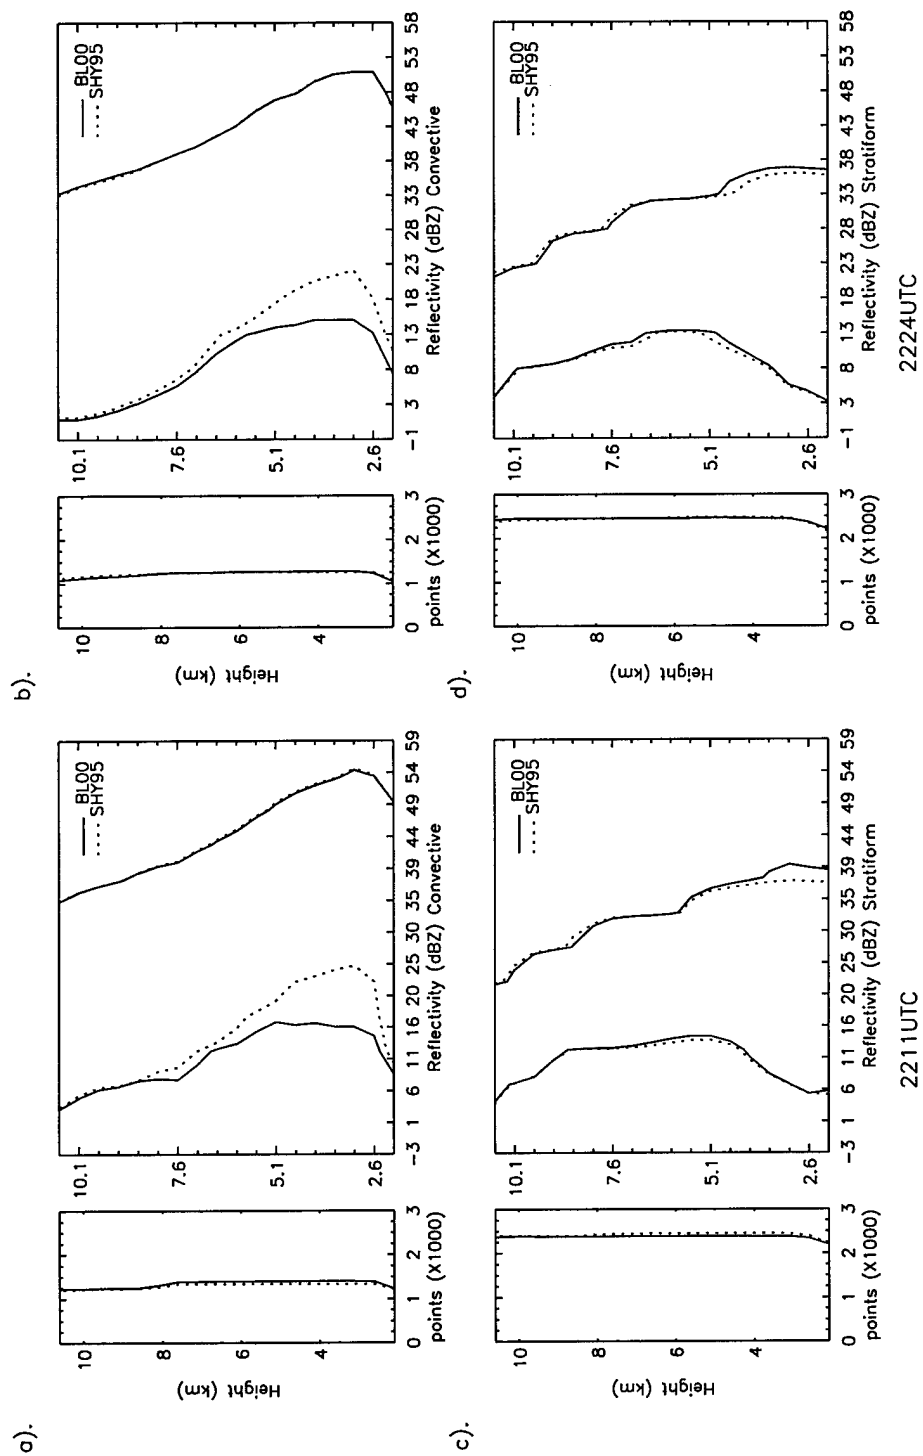 a).
Height (km)
10
8
6
4
0 1 2 3
points (X1000)
10.1
7.6
5.1
2.6
BL00
SHY95
-3 1 6 11 16 20 25 30 35 39 44 49 54 59
Reflectivity (dBZ) Convective
b).
Height (km)
10
8
6
4
0 1 2 3
points (X1000)
10.1
7.6
5.1
2.6
BL00
SHY95
-1 3 8 13 18 23 28 33 38 43 48 53 58
Reflectivity (dBZ) Convective
c).
Height (km)
10
8
6
4
0 1 2 3
points (X1000)
10.1
7.6
5.1
2.6
BL00
SHY95
-3 1 6 11 16 20 25 30 35 39 44 49 54 59
Reflectivity (dBZ) Stratiform
2211UTC
d).
Height (km)
10
8
6
4
0 1 2 3
points (X1000)
10.1
7.6
5.1
2.6
BL00
SHY95
-1 3 8 13 18 23 28 33 38 43 48 53 58
Reflectivity (dBZ) Stratiform
2224UTC